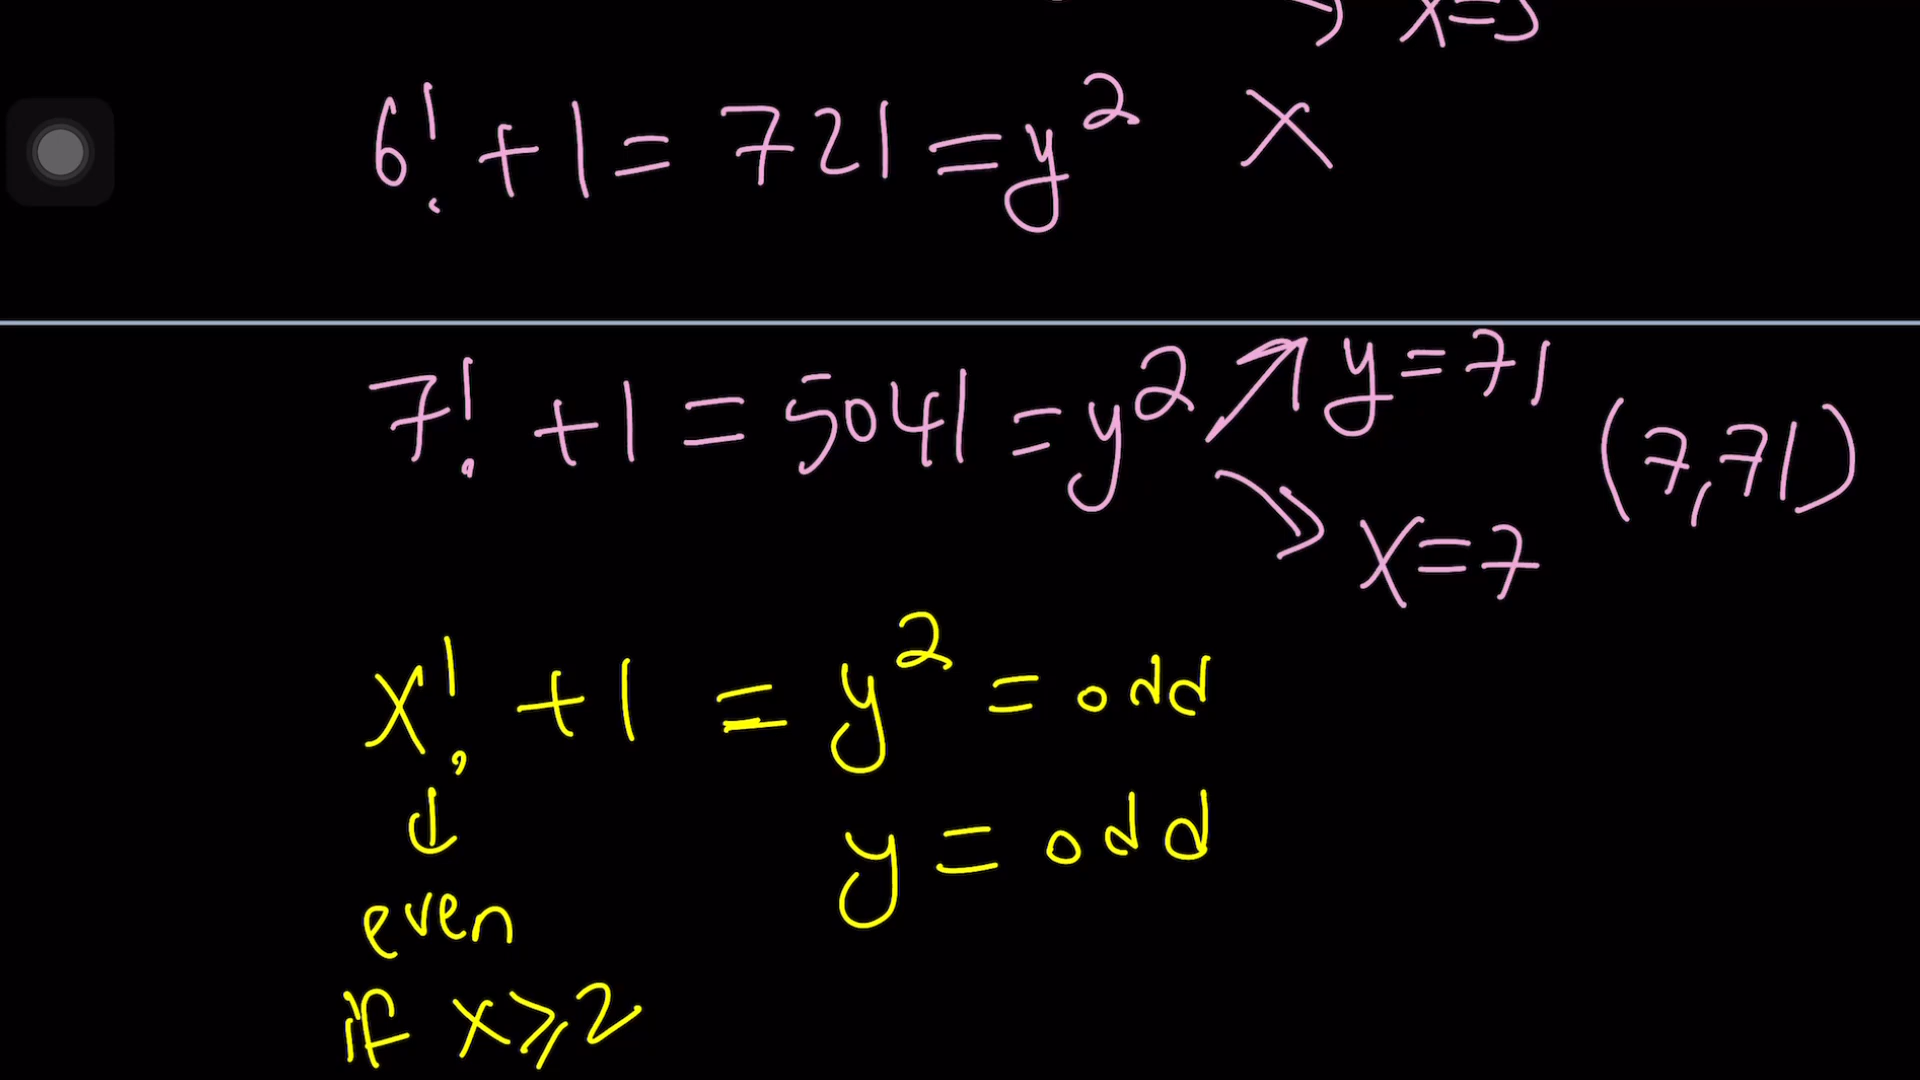 x=5
6! + 1 = 721 = y² X
7! + 1 = 5041 = y² y = 71
(7,71)
x = 7
x! + 1 = y² = odd
y = odd
even
if x ⩾ 2